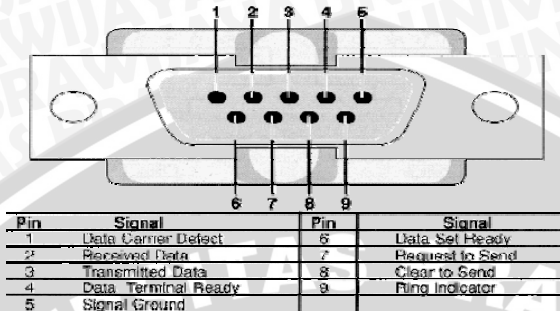 1 2 3 4 5
6 7 8 9
Pin Signal Pin Signal
1 Data Carrier Detect 6 Data Set Ready
2 Received Data 7 Request to Send
3 Transmitted Data 8 Clear to Send
4 Data Terminal Ready 9 Ring Indicator
5 Signal Ground